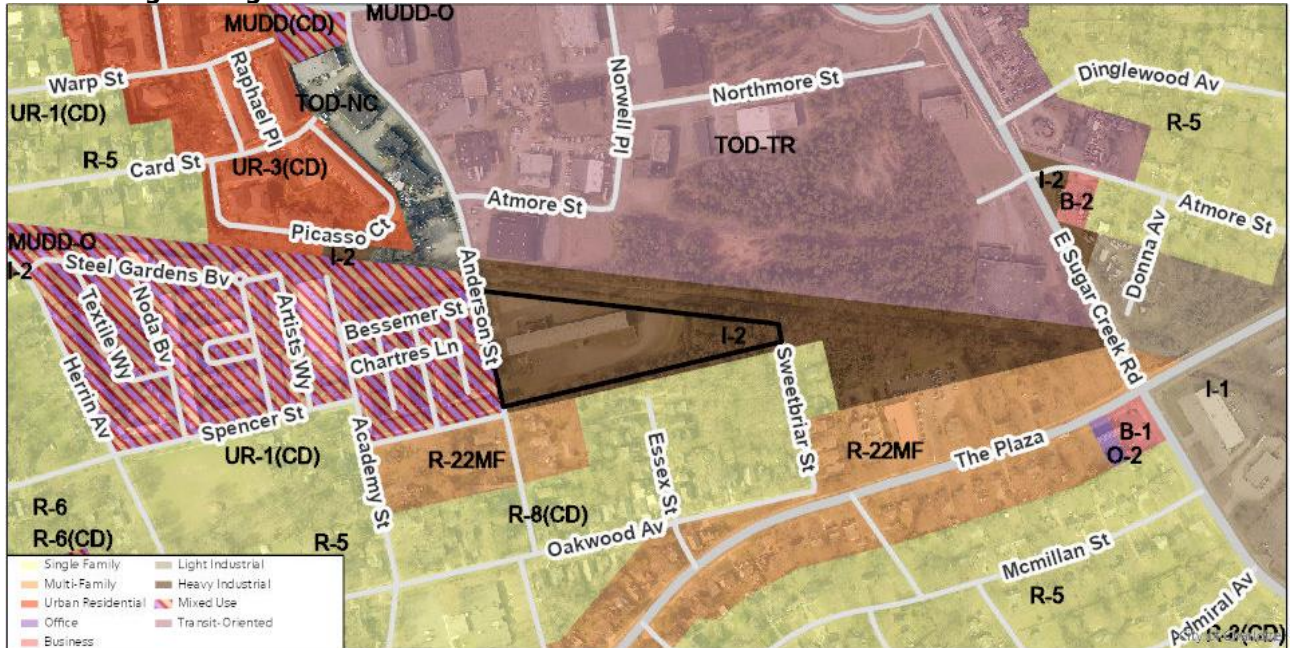 MUDD(CD)
MUDD-O
Warp St
Raphael Pl
TOD-NC
Norwell Pl
Northmore St
Dinglewood Av
UR-1(CD)
R-5
R-5
Card St
UR-3(CD)
TOD-TR
I-2
B-2
Atmore St
Atmore St
Picasso Ct
Donna Av
MUDD-O
I-2
I-2
Steel Gardens Bv
Anderson St
E Sugar Creek Rd
Textile Wy
Noda Bv
Artists Wy
Bessemer St
I-2
Chartres Ln
Sweetbriar St
Herrin Av
I-1
Spencer St
Academy St
UR-1(CD)
R-22MF
Essex St
R-22MF
The Plaza
B-1
O-2
R-6
R-8(CD)
R-6(CD)
R-5
Oakwood Av
Mcmillan St
R-5
Admiral Av
R-8(CD)
Single Family
Light Industrial
Multi-Family
Heavy Industrial
Urban Residential
Mixed Use
Office
Transit-Oriented
Business